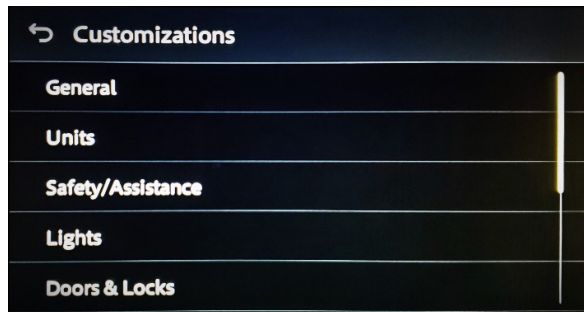 Customizations
General
Units
Safety/Assistance
Lights
Doors & Locks